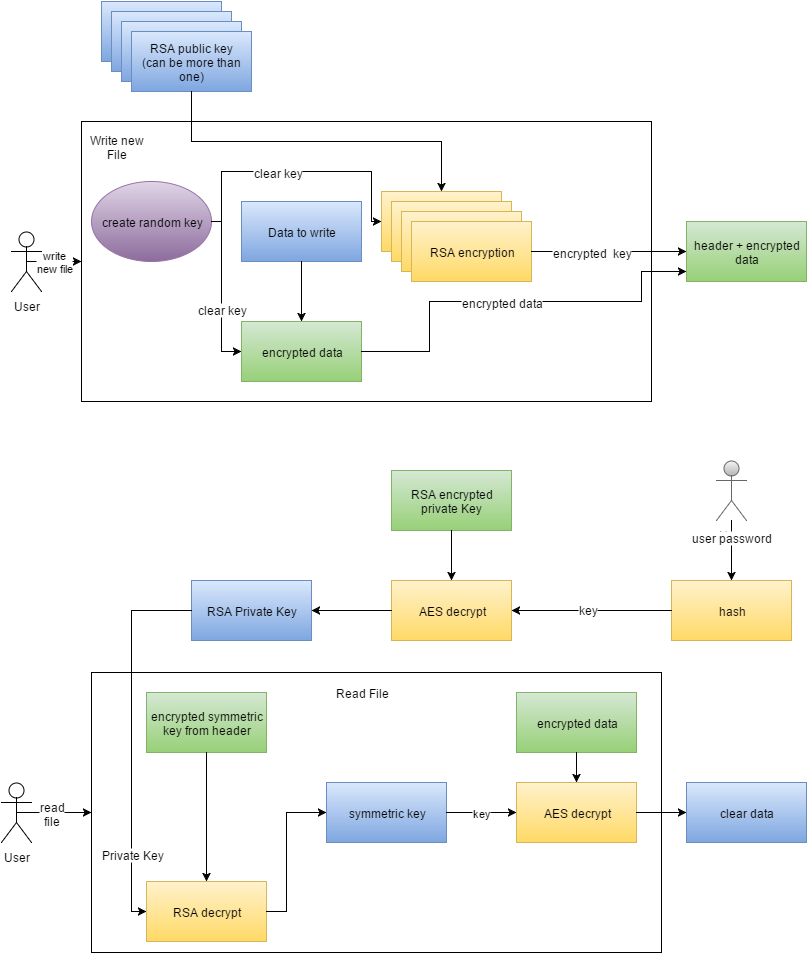 RSA public key
(can be more than
one)
Write new
File
clear key
create random key
Data to write
RSA encryption
encrypted key
header + encrypted
data
write
new file
User
clear key
encrypted data
encrypted data
RSA encrypted
private Key
user password
RSA Private Key
AES decrypt
key
hash
Read File
encrypted symmetric
key from header
encrypted data
read
file
User
symmetric key
key
AES decrypt
clear data
Private Key
RSA decrypt